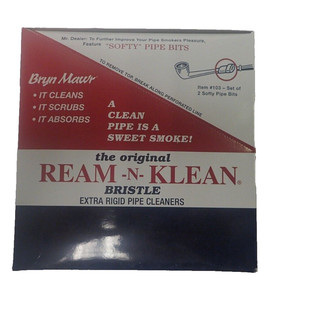 Mr. Dealer: To Further Improve Your Pipe Smokers Pleasure,
Feature "SOFTY" PIPE BITS
TO REMOVE TOP BREAK ALONG PERFORATED LINE
Item #103 – Set of
2 Softy Pipe Bits
Bryn Mawr
• IT CLEANS
• IT SCRUBS
• IT ABSORBS
A
CLEAN
PIPE IS A
SWEET SMOKE!
the original
REAM -N- KLEAN®
BRISTLE
EXTRA RIGID PIPE CLEANERS